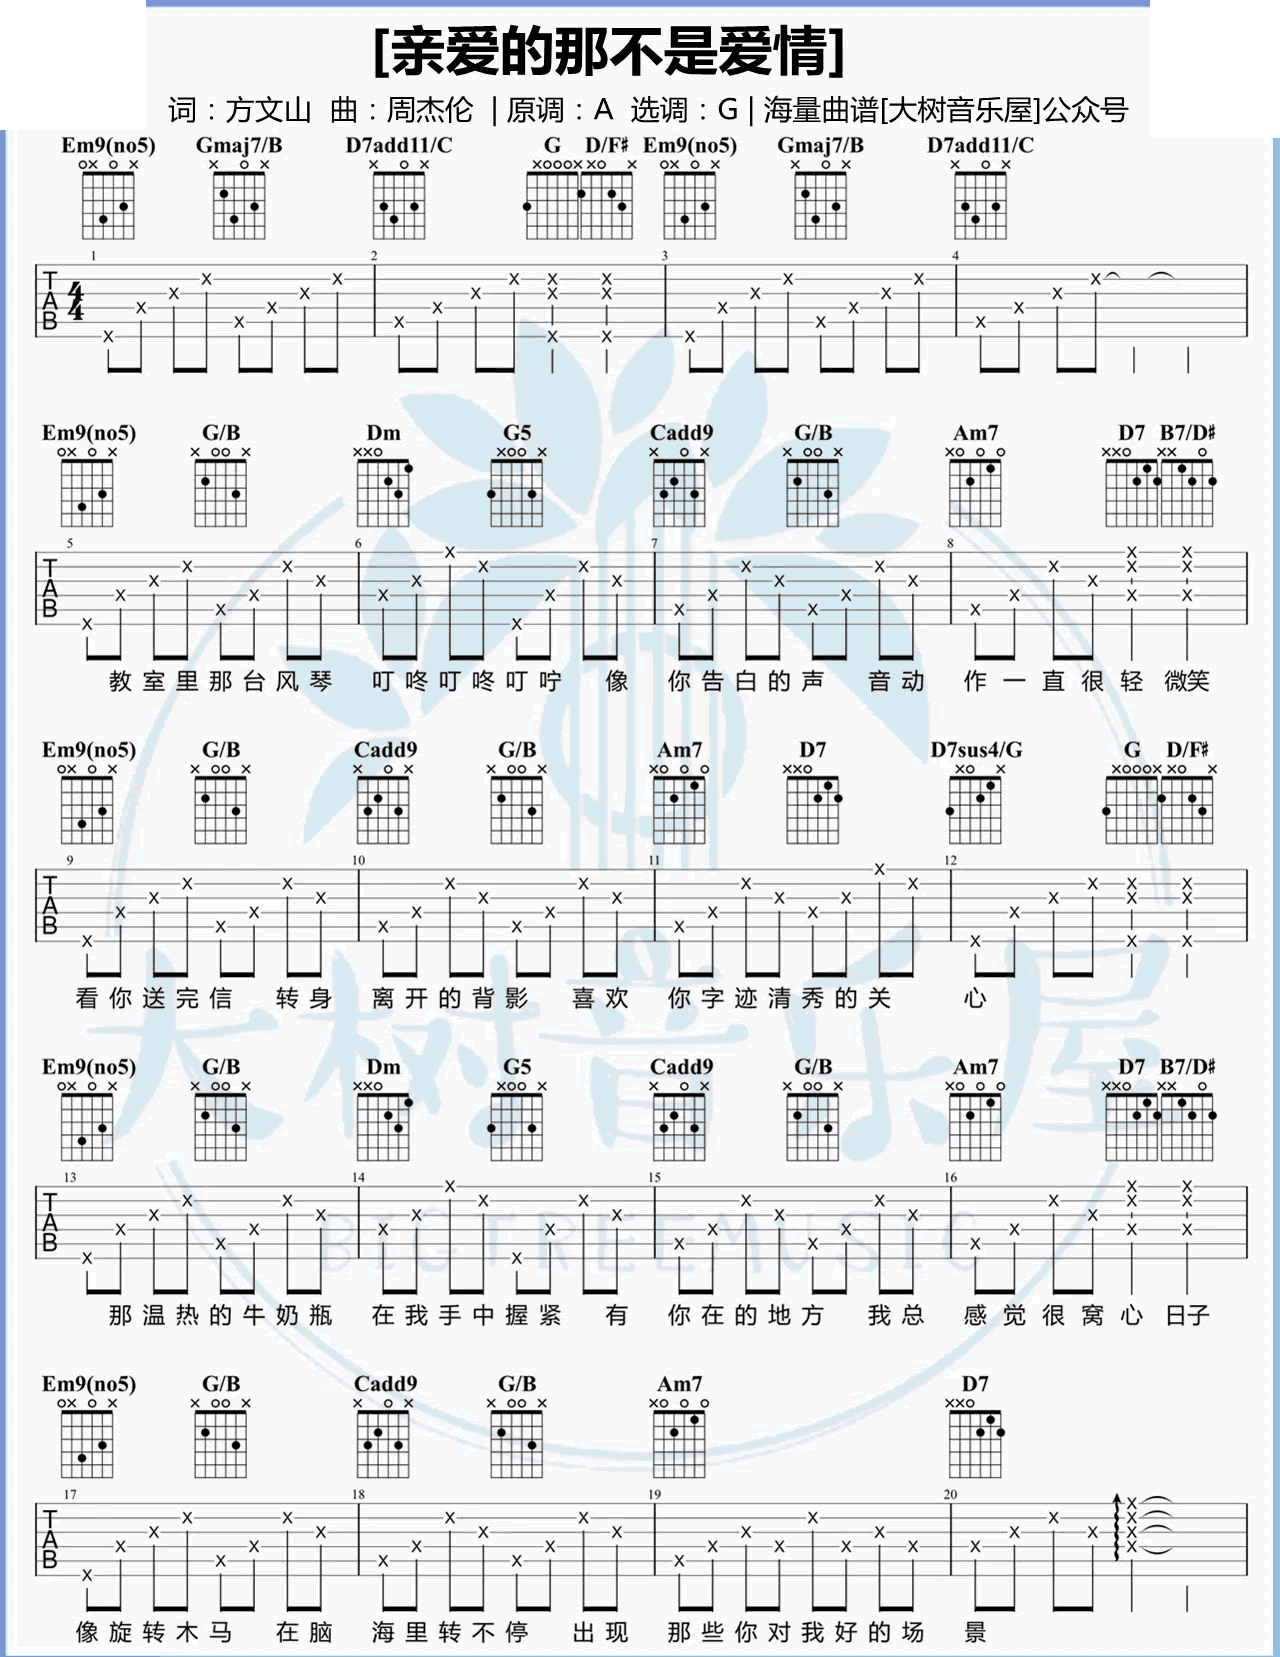 [亲爱的那不是爱情]
词：方文山 曲：周杰伦 | 原调：A 选调：G | 海量曲谱[大树音乐屋]公众号
Em9(no5) Gmaj7/B D7add11/C G D/F# Em9(no5) Gmaj7/B D7add11/C
1 2 3 4
TAB 4/4
Em9(no5) G/B Dm G5 Cadd9 G/B Am7 D7 B7/D#
5 6 7 8
TAB
教室里那台风琴 叮咚叮咚叮咛 像 你告白的声 音动 作一直很轻 微笑
Em9(no5) G/B Cadd9 G/B Am7 D7 D7sus4/G G D/F#
9 10 11 12
TAB
看你送完信 转身 离开的背影 喜欢 你字迹清秀的关 心
大树音乐屋
Em9(no5) G/B Dm G5 Cadd9 G/B Am7 D7 B7/D#
13 14 15 16
TAB
BIGTREEMUSIC
那温热的牛奶瓶 在我手中握紧 有 你在的地方 我总 感觉很窝心 日子
Em9(no5) G/B Cadd9 G/B Am7 D7
17 18 19 20
TAB
像旋转木马 在脑 海里转不停 出现 那些你对我好的场 景